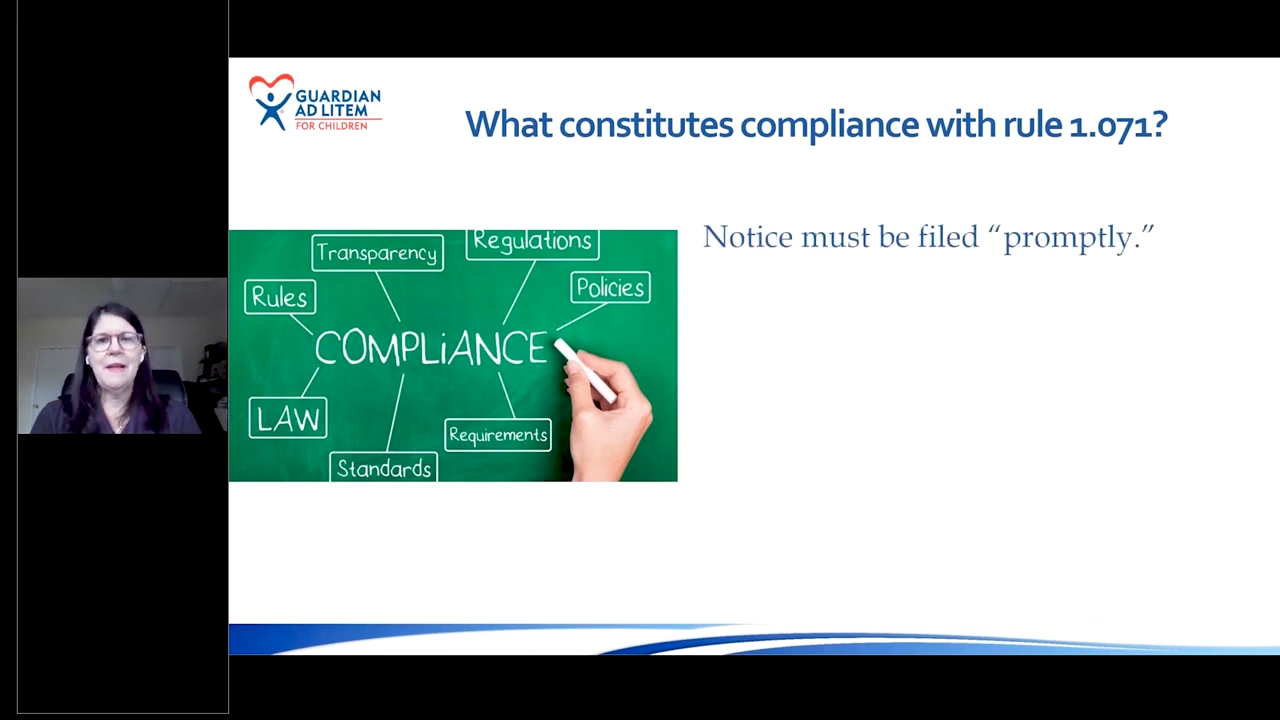 GUARDIAN
AD LITEM
FOR CHILDREN
What constitutes compliance with rule 1.071?
Notice must be filed “promptly.”
Transparency
Regulations
Rules
Policies
COMPLiANCE
LAW
Requirements
Standards